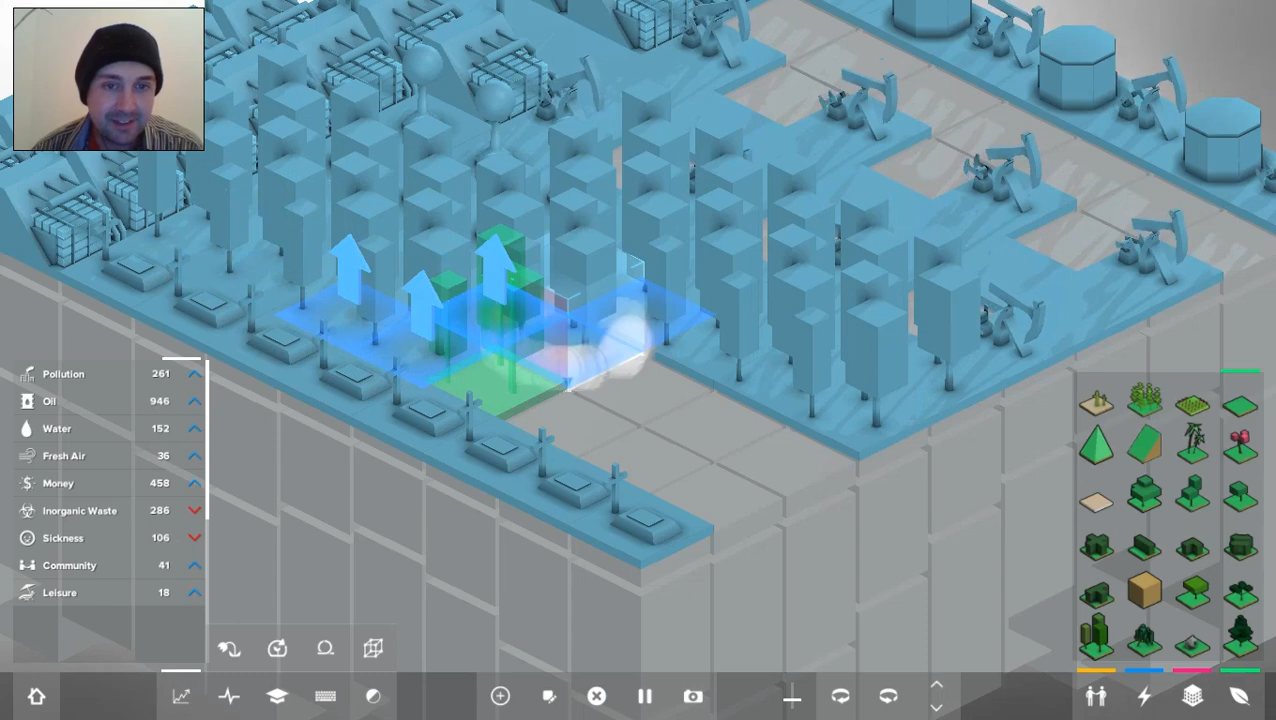 Pollution 261
Oil 946
Water 152
Fresh Air 36
Money 458
Inorganic Waste 286
Sickness 106
Community 41
Leisure 18